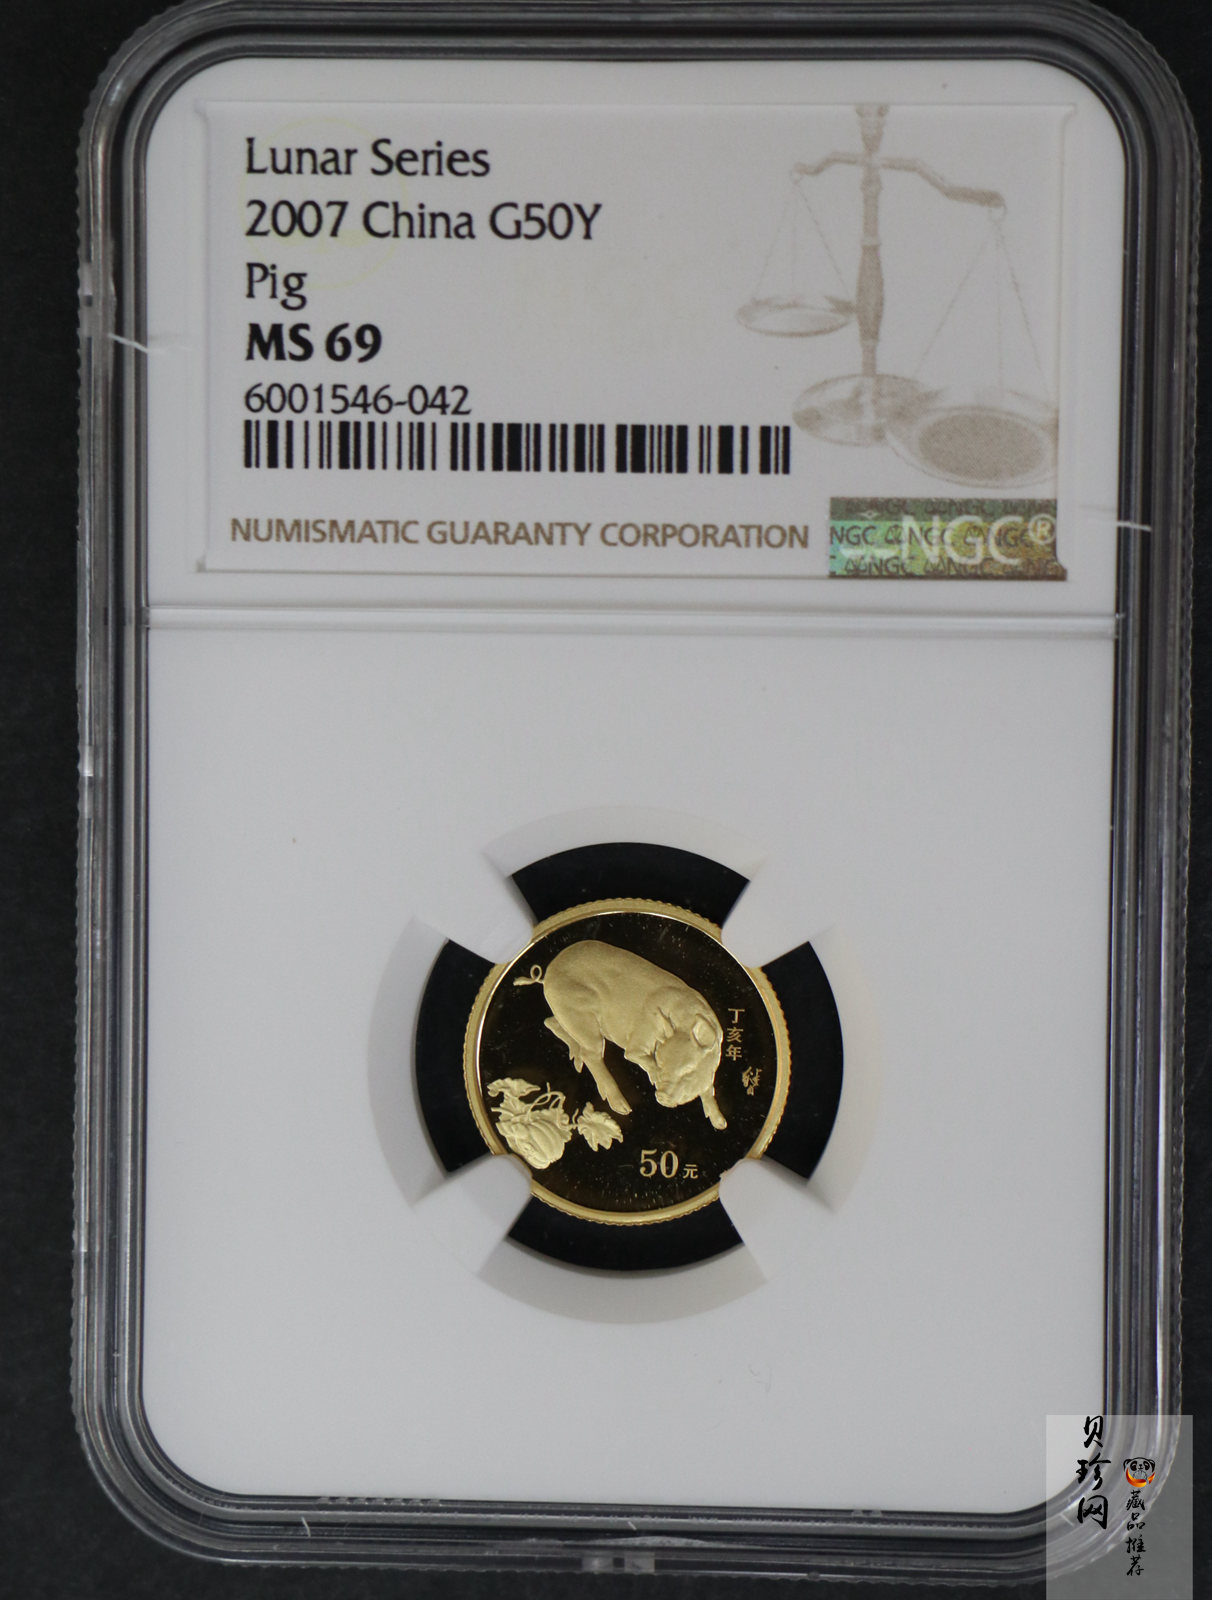 Lunar Series
2007 China G50Y
Pig
MS 69
6001546-042
NUMISMATIC GUARANTY CORPORATION
NGC®
丁亥年
50元
贝珍网
藏品推荐